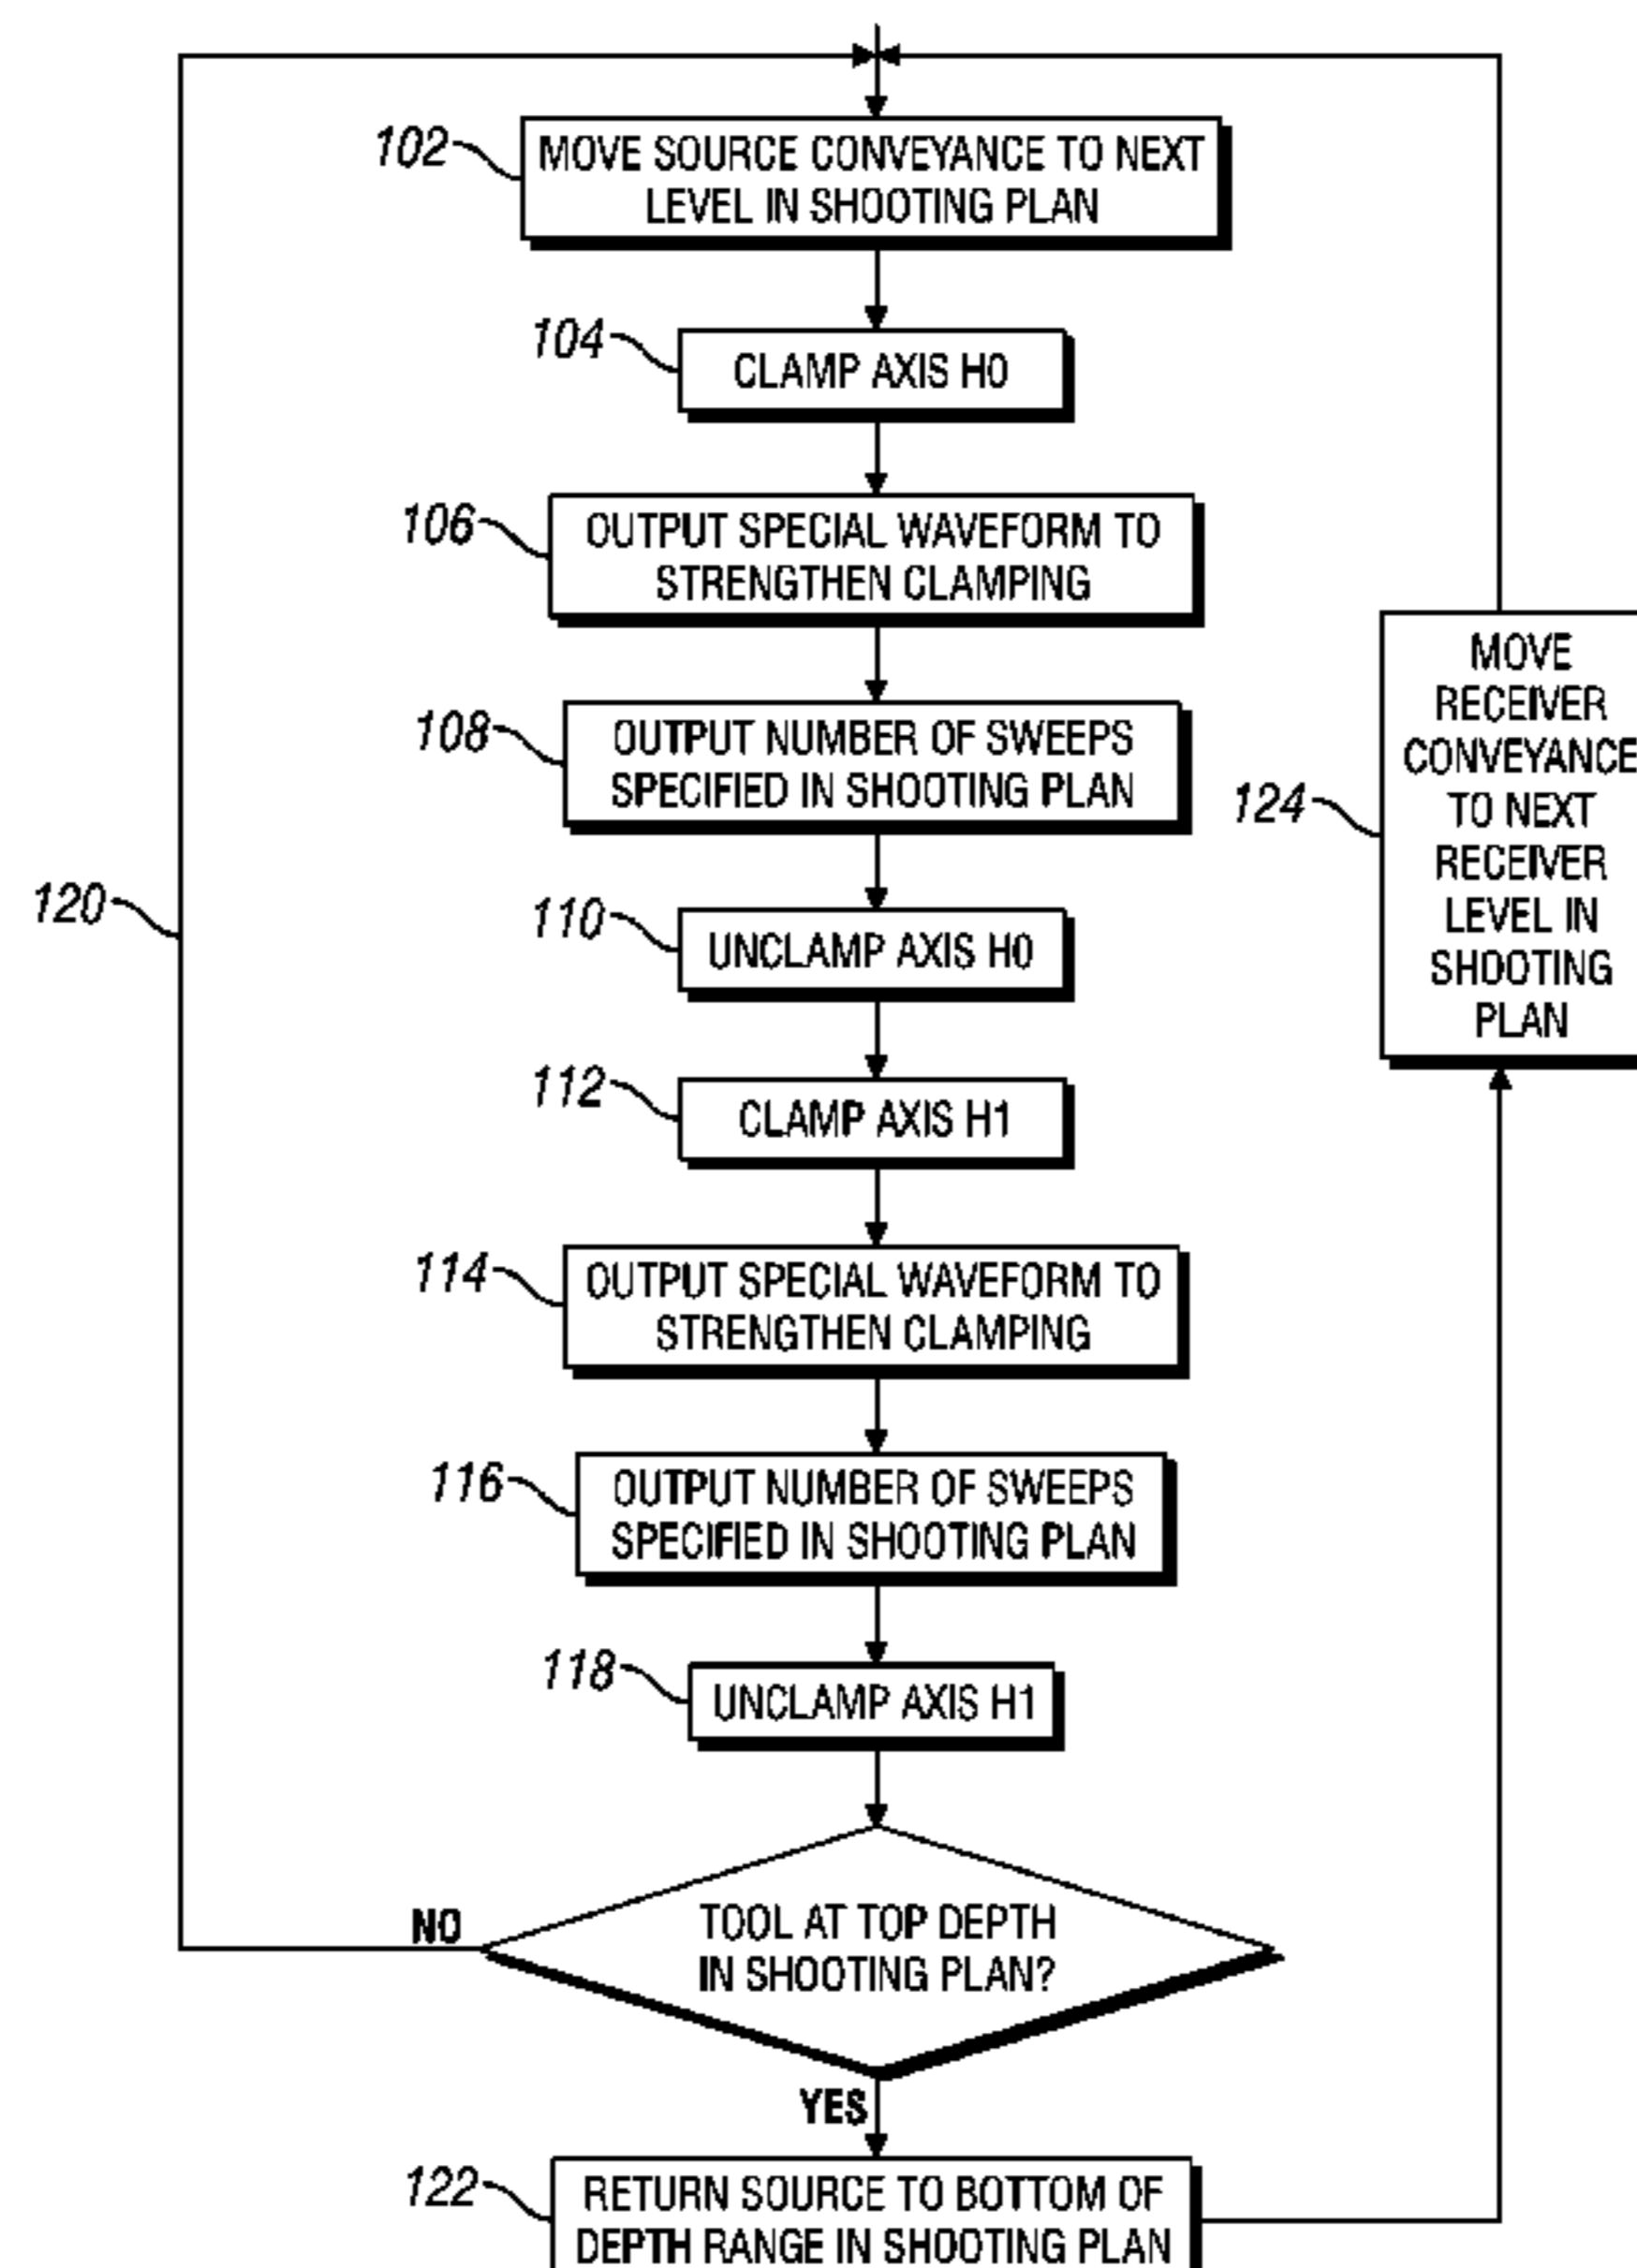 102
MOVE SOURCE CONVEYANCE TO NEXT
LEVEL IN SHOOTING PLAN
104
CLAMP AXIS H0
106
OUTPUT SPECIAL WAVEFORM TO
STRENGTHEN CLAMPING
108
OUTPUT NUMBER OF SWEEPS
SPECIFIED IN SHOOTING PLAN
110
UNCLAMP AXIS H0
112
CLAMP AXIS H1
114
OUTPUT SPECIAL WAVEFORM TO
STRENGTHEN CLAMPING
116
OUTPUT NUMBER OF SWEEPS
SPECIFIED IN SHOOTING PLAN
118
UNCLAMP AXIS H1
TOOL AT TOP DEPTH
IN SHOOTING PLAN?
NO
120
YES
122
RETURN SOURCE TO BOTTOM OF
DEPTH RANGE IN SHOOTING PLAN
124
MOVE
RECEIVER
CONVEYANCE
TO NEXT
RECEIVER
LEVEL IN
SHOOTING
PLAN